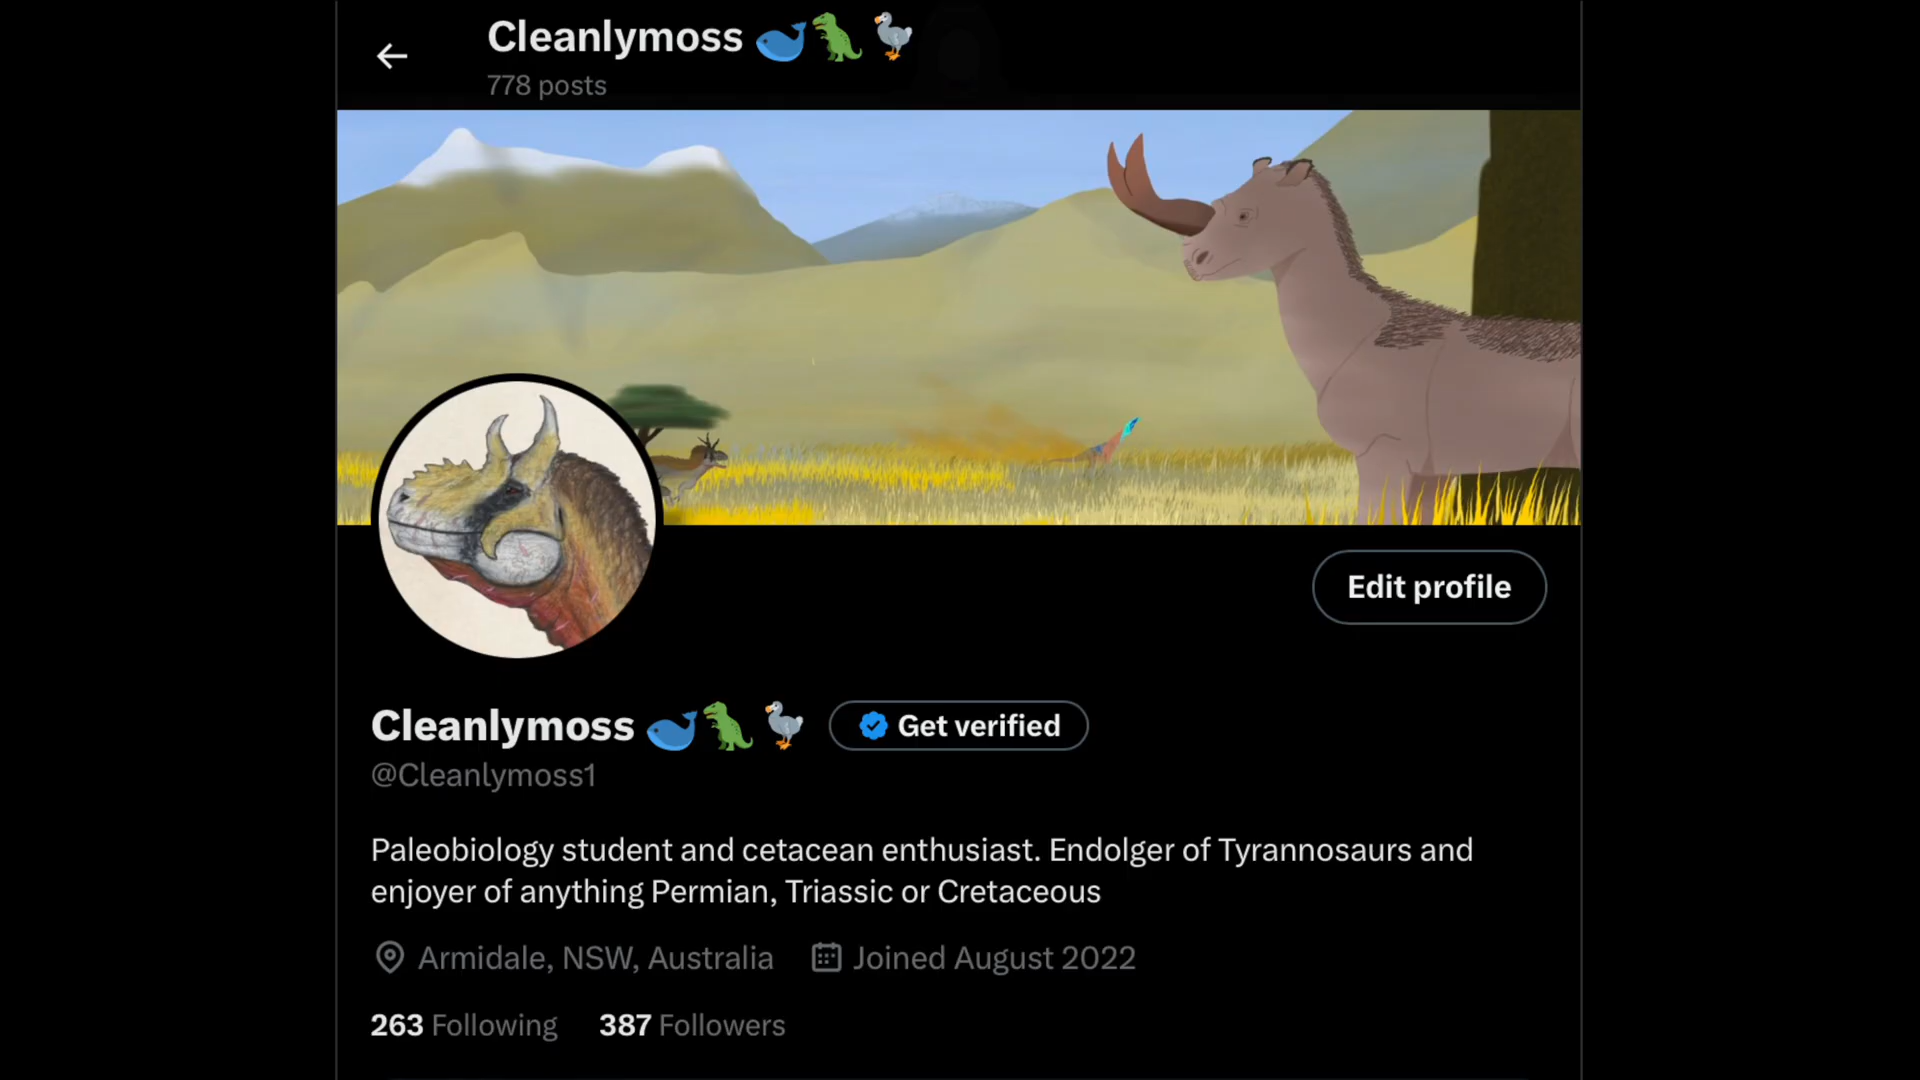 Cleanlymoss 🐳🦖🦤
778 posts
Edit profile
Cleanlymoss 🐳🦖🦤 Get verified
@Cleanlymoss1
Paleobiology student and cetacean enthusiast. Endolger of Tyrannosaurs and
enjoyer of anything Permian, Triassic or Cretaceous
Armidale, NSW, Australia Joined August 2022
263 Following 387 Followers